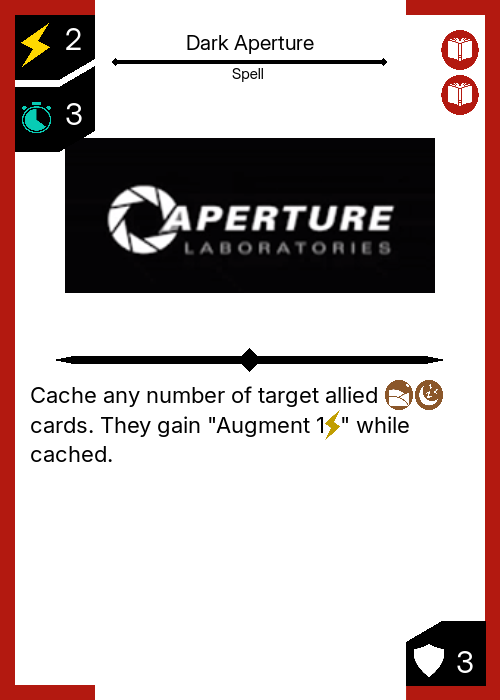 2
Dark Aperture
Spell
3
APERTURE
LABORATORIES
Cache any number of target allied
cards. They gain "Augment 1⚡" while
cached.
3